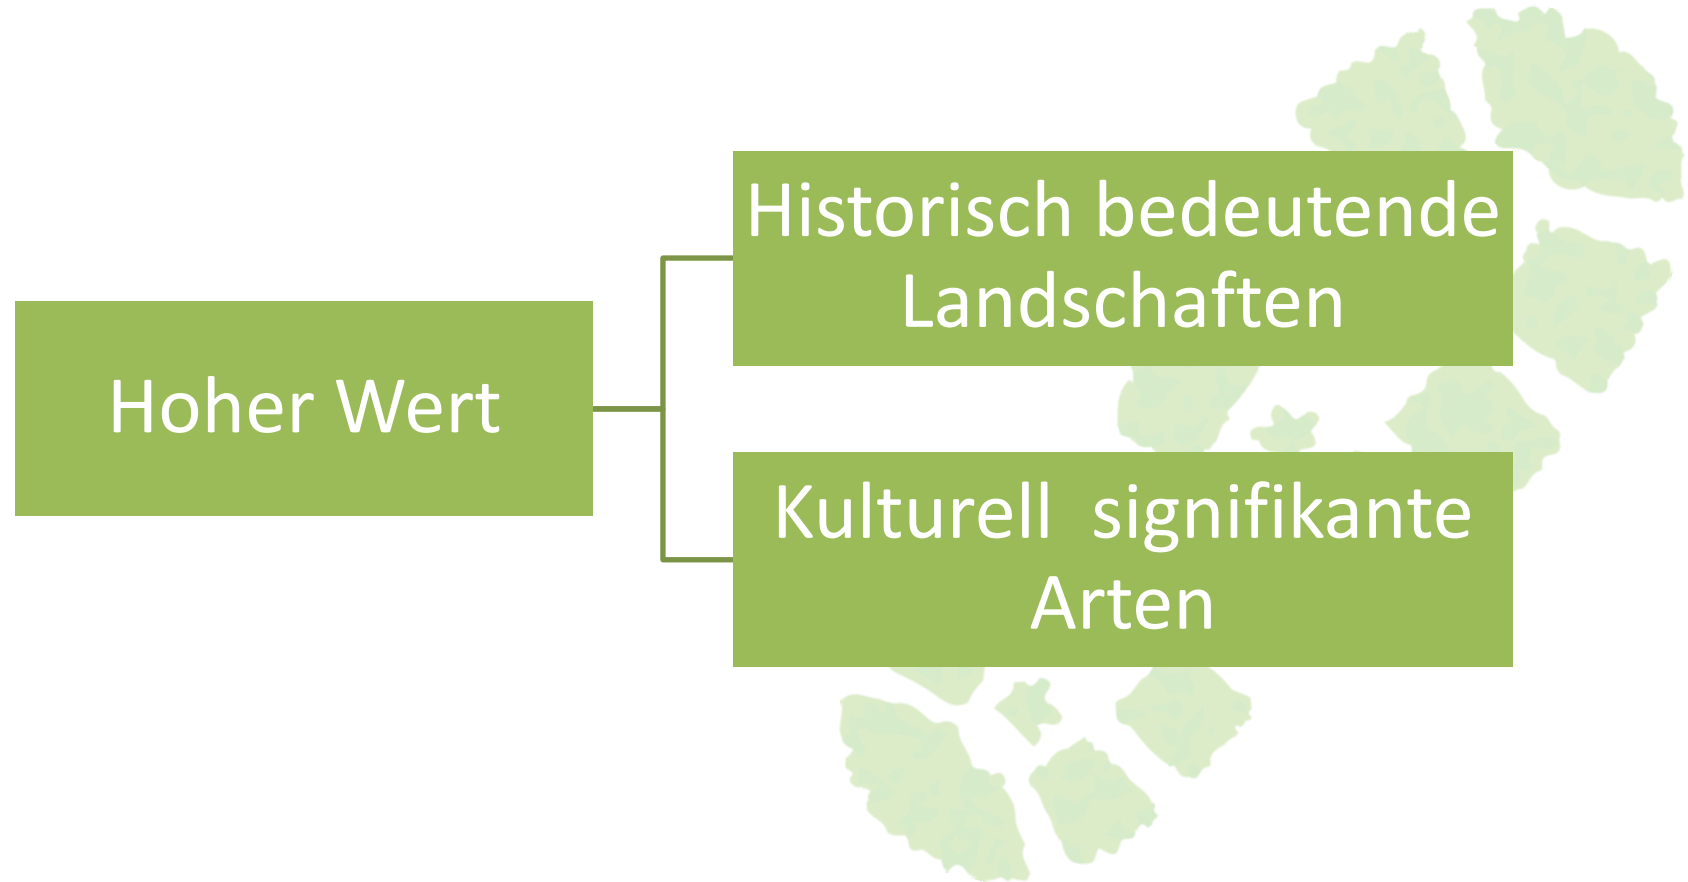 Historisch bedeutende
Landschaften
Hoher Wert
Kulturell  signifikante
Arten